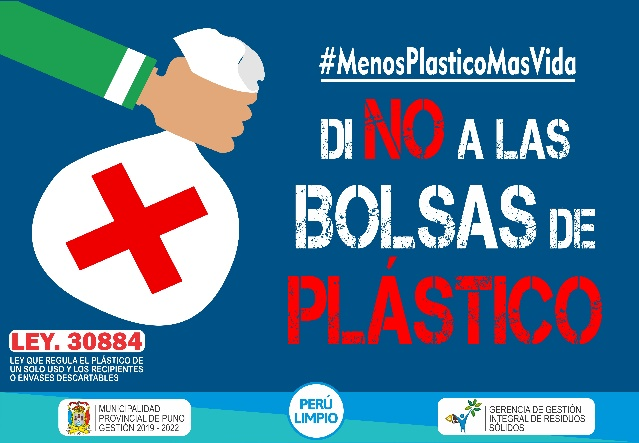 #MenosPlasticoMasVida
DI NO A LAS
BOLSAS DE
PLÁSTICO
LEY. 30884
LEY QUE REGULA EL PLÁSTICO DE
UN SOLO USO Y LOS RECIPIENTES
O ENVASES DESCARTABLES
MUNICIPALIDAD
PROVINCIAL DE PUNO
GESTIÓN 2019 - 2022
PERÚ
LIMPIO
GERENCIA DE GESTIÓN
INTEGRAL DE RESIDUOS
SÓLIDOS